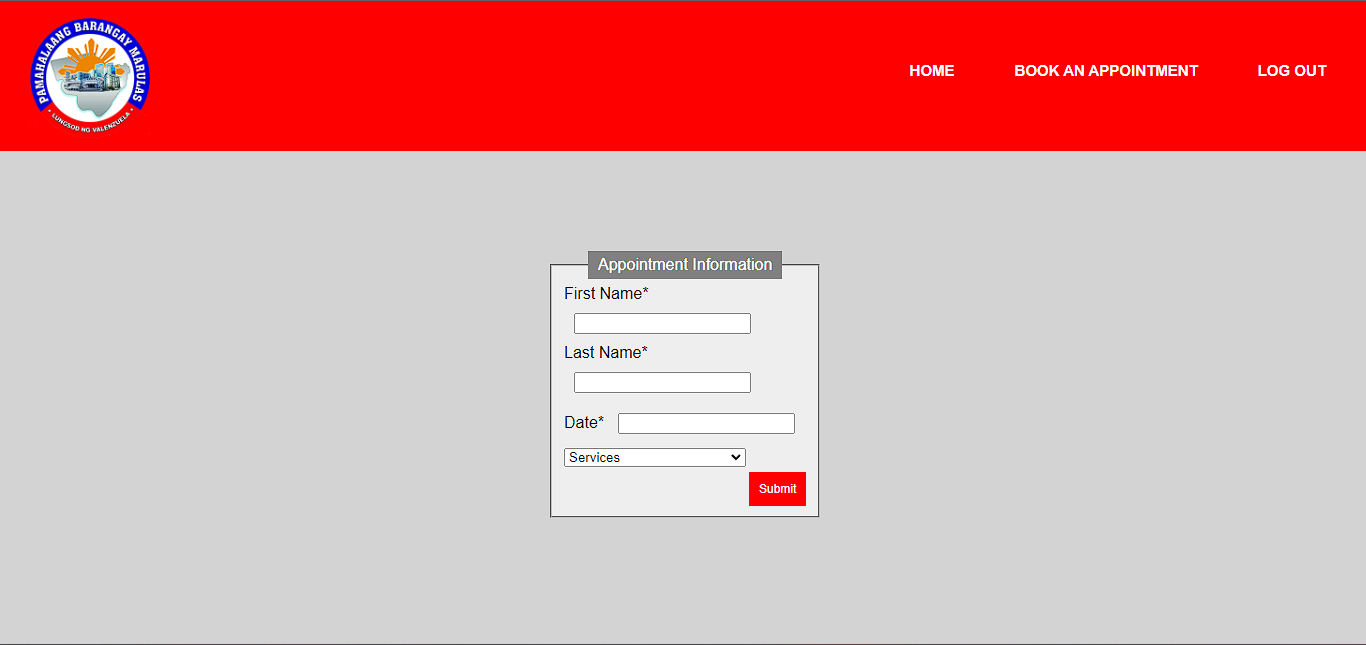 PAMAHALAANG BARANGAY MARULAS
• LUNGSOD NG VALENZUELA •
HOME
BOOK AN APPOINTMENT
LOG OUT
Appointment Information
First Name*
Last Name*
Date*
Services
Submit